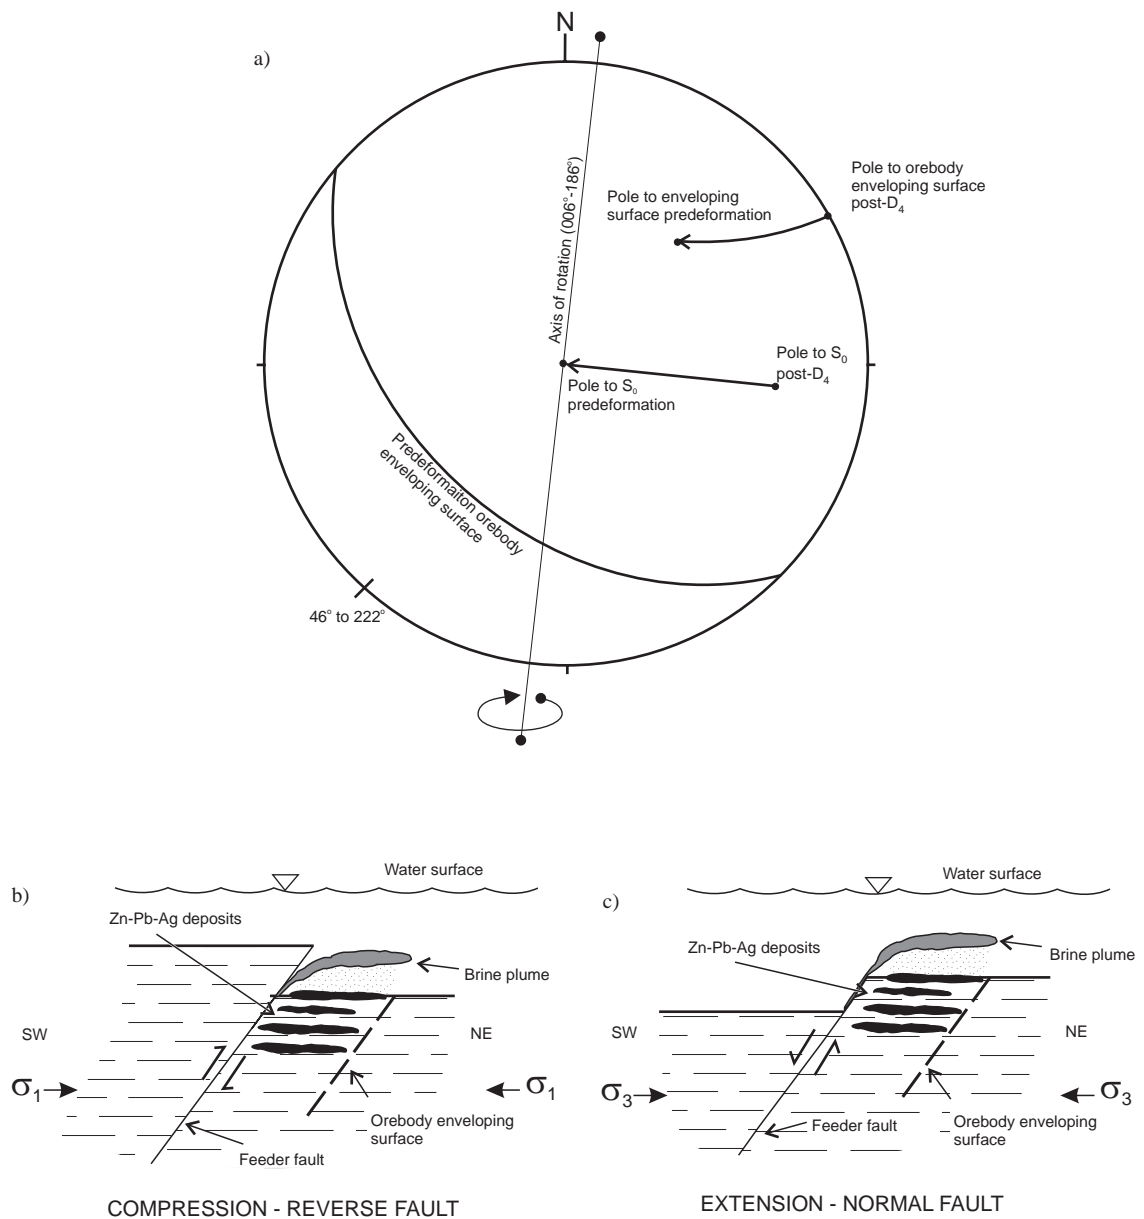 N
a)
Axis of rotation (006°-186°)
Pole to orebody
enveloping surface
post-D₄
Pole to enveloping
surface predeformation
Pole to S₀
post-D₄
Pole to S₀
predeformation
Predeformaiton orebody
enveloping surface
46° to 222°
b)
Water surface
Zn-Pb-Ag deposits
Brine plume
SW
NE
σ₁
σ₁
Orebody enveloping
surface
Feeder fault
COMPRESSION - REVERSE FAULT
c)
Water surface
Zn-Pb-Ag deposits
Brine plume
SW
NE
σ₃
σ₃
Feeder fault
Orebody enveloping
surface
EXTENSION - NORMAL FAULT